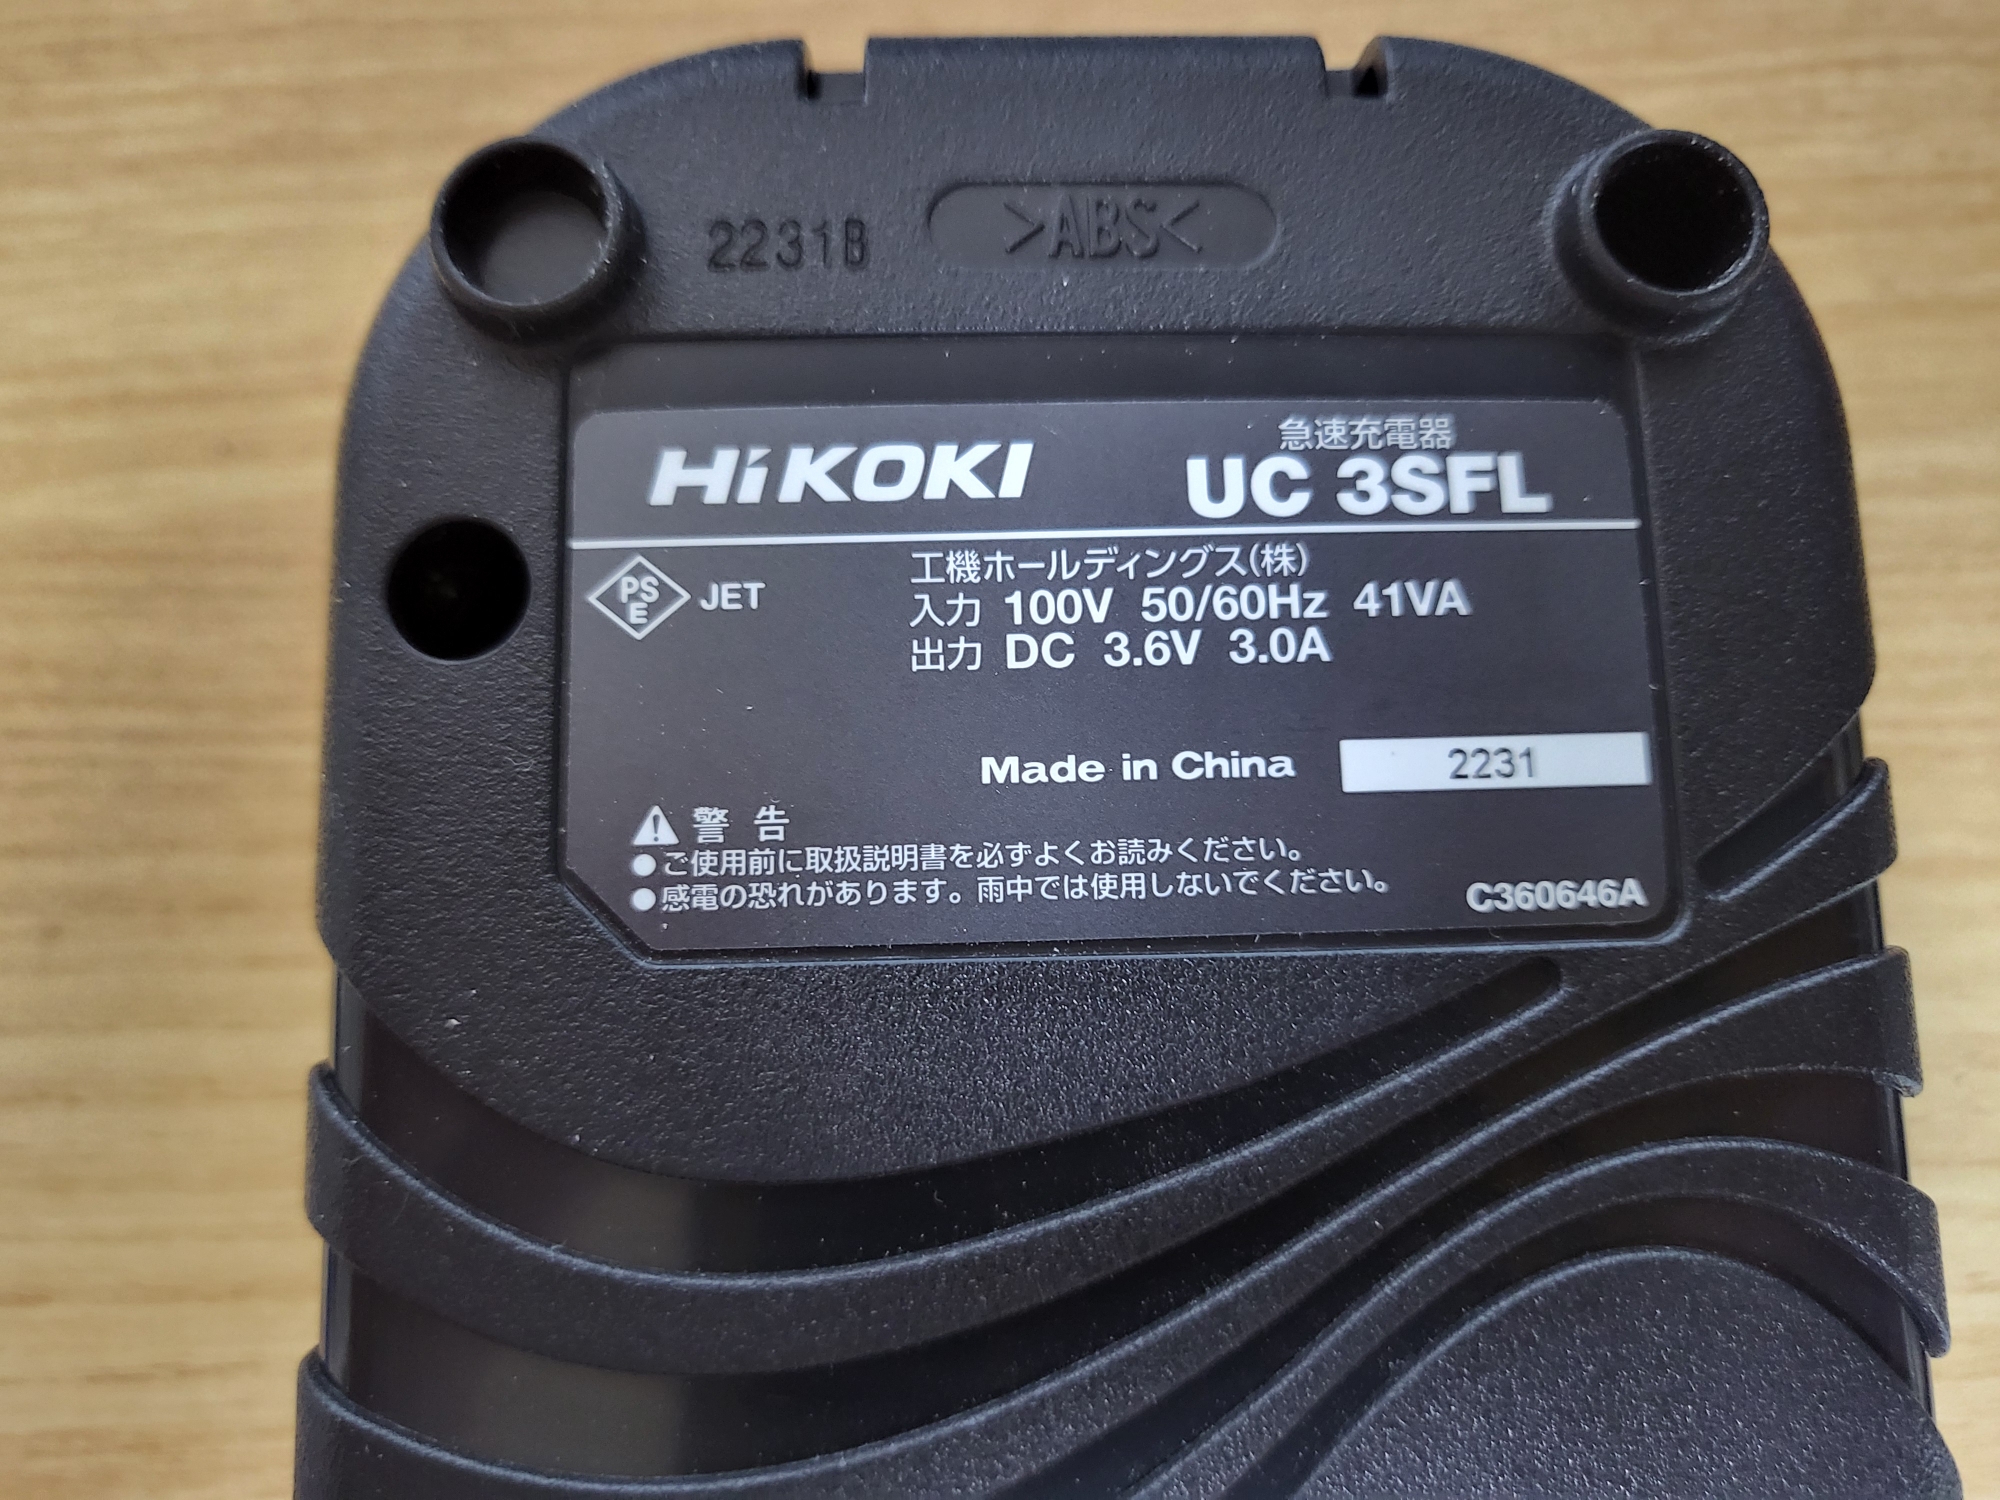 2231B
>ABS<
HiKOKI
急速充電器
UC 3SFL
PS
E
JET
工機ホールディングス(株)
入力 100V 50/60Hz 41VA
出力 DC 3.6V 3.0A
Made in China 2231
警 告
●ご使用前に取扱説明書を必ずよくお読みください。
●感電の恐れがあります。雨中では使用しないでください。
C360646A